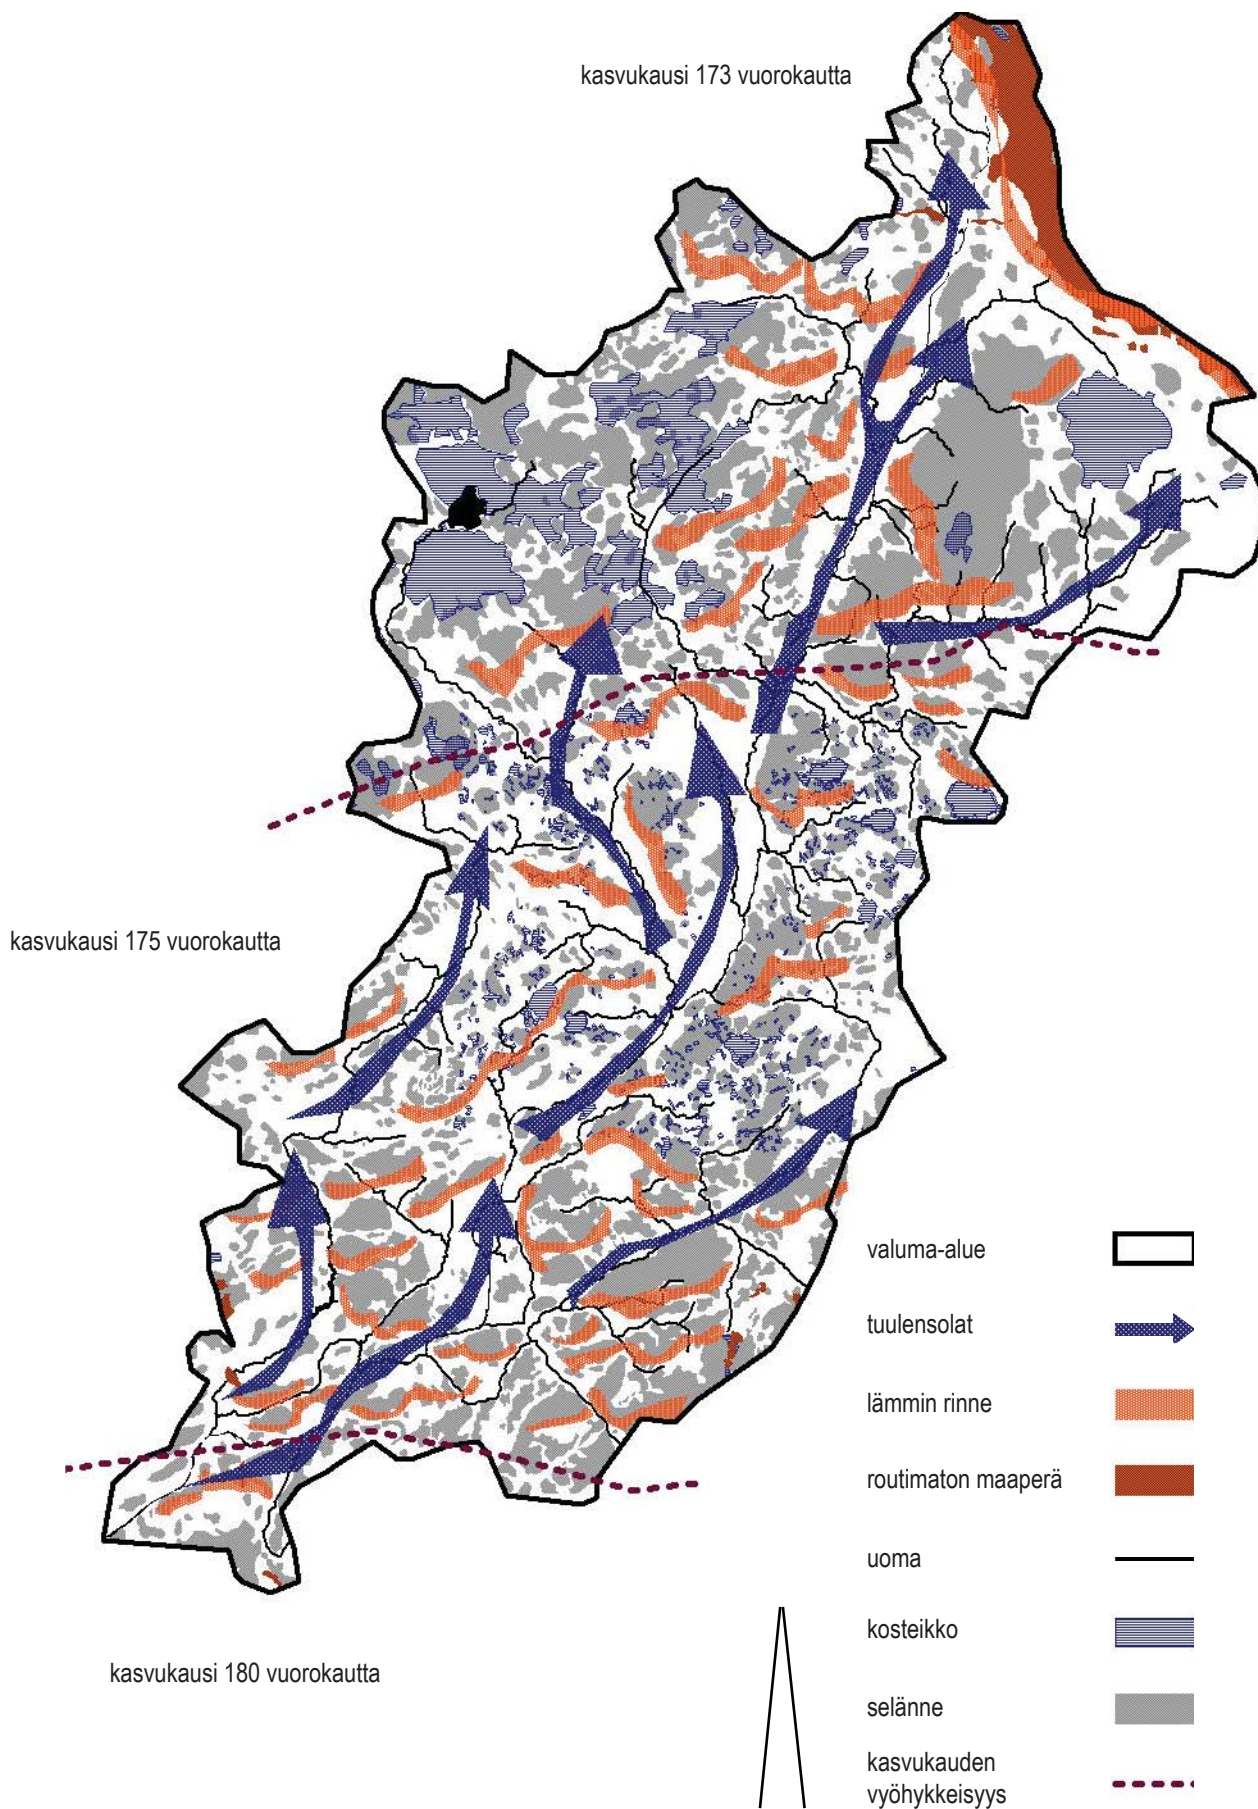 kasvukausi 173 vuorokautta
kasvukausi 175 vuorokautta
kasvukausi 180 vuorokautta
valuma-alue
tuulensolat
lämmin rinne
routimaton maaperä
uoma
kosteikko
selänne
kasvukauden
vyöhykkeisyys